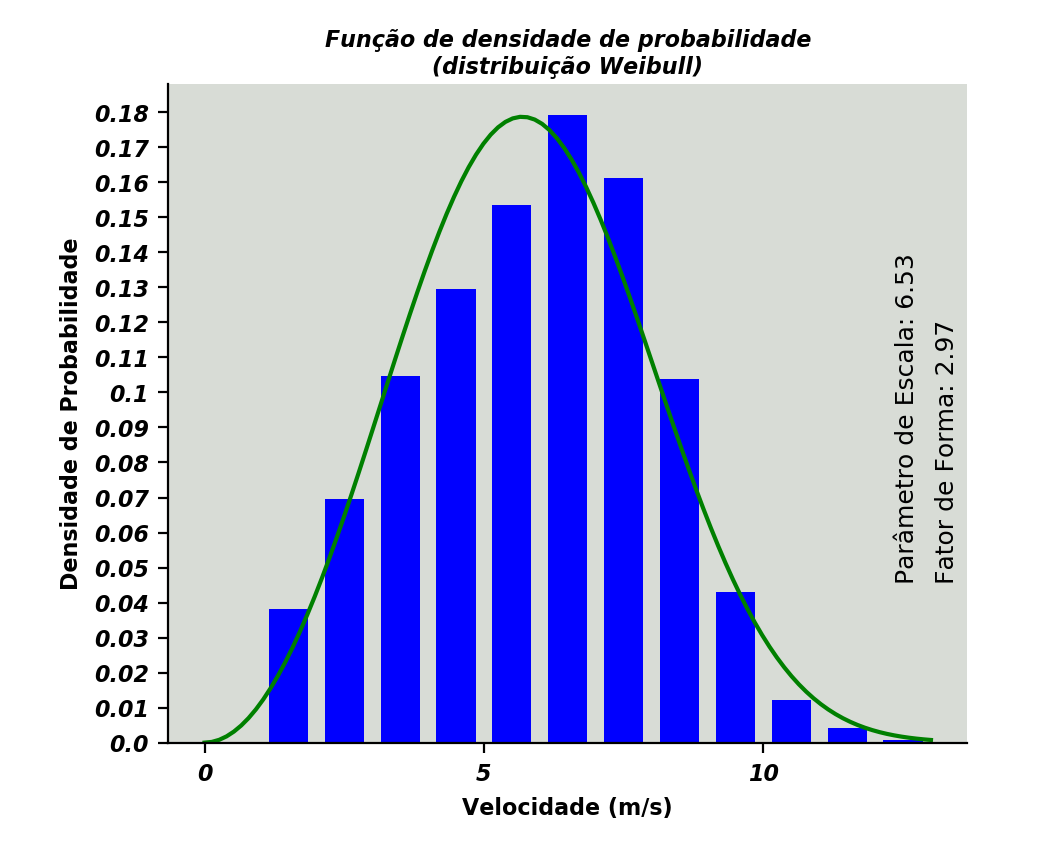 Função de densidade de probabilidade
(distribuição Weibull)
Densidade de Probabilidade
0.18
0.17
0.16
0.15
0.14
0.13
0.12
0.11
0.1
0.09
0.08
0.07
0.06
0.05
0.04
0.03
0.02
0.01
0.0
Parâmetro de Escala: 6.53
Fator de Forma: 2.97
0 5 10
Velocidade (m/s)